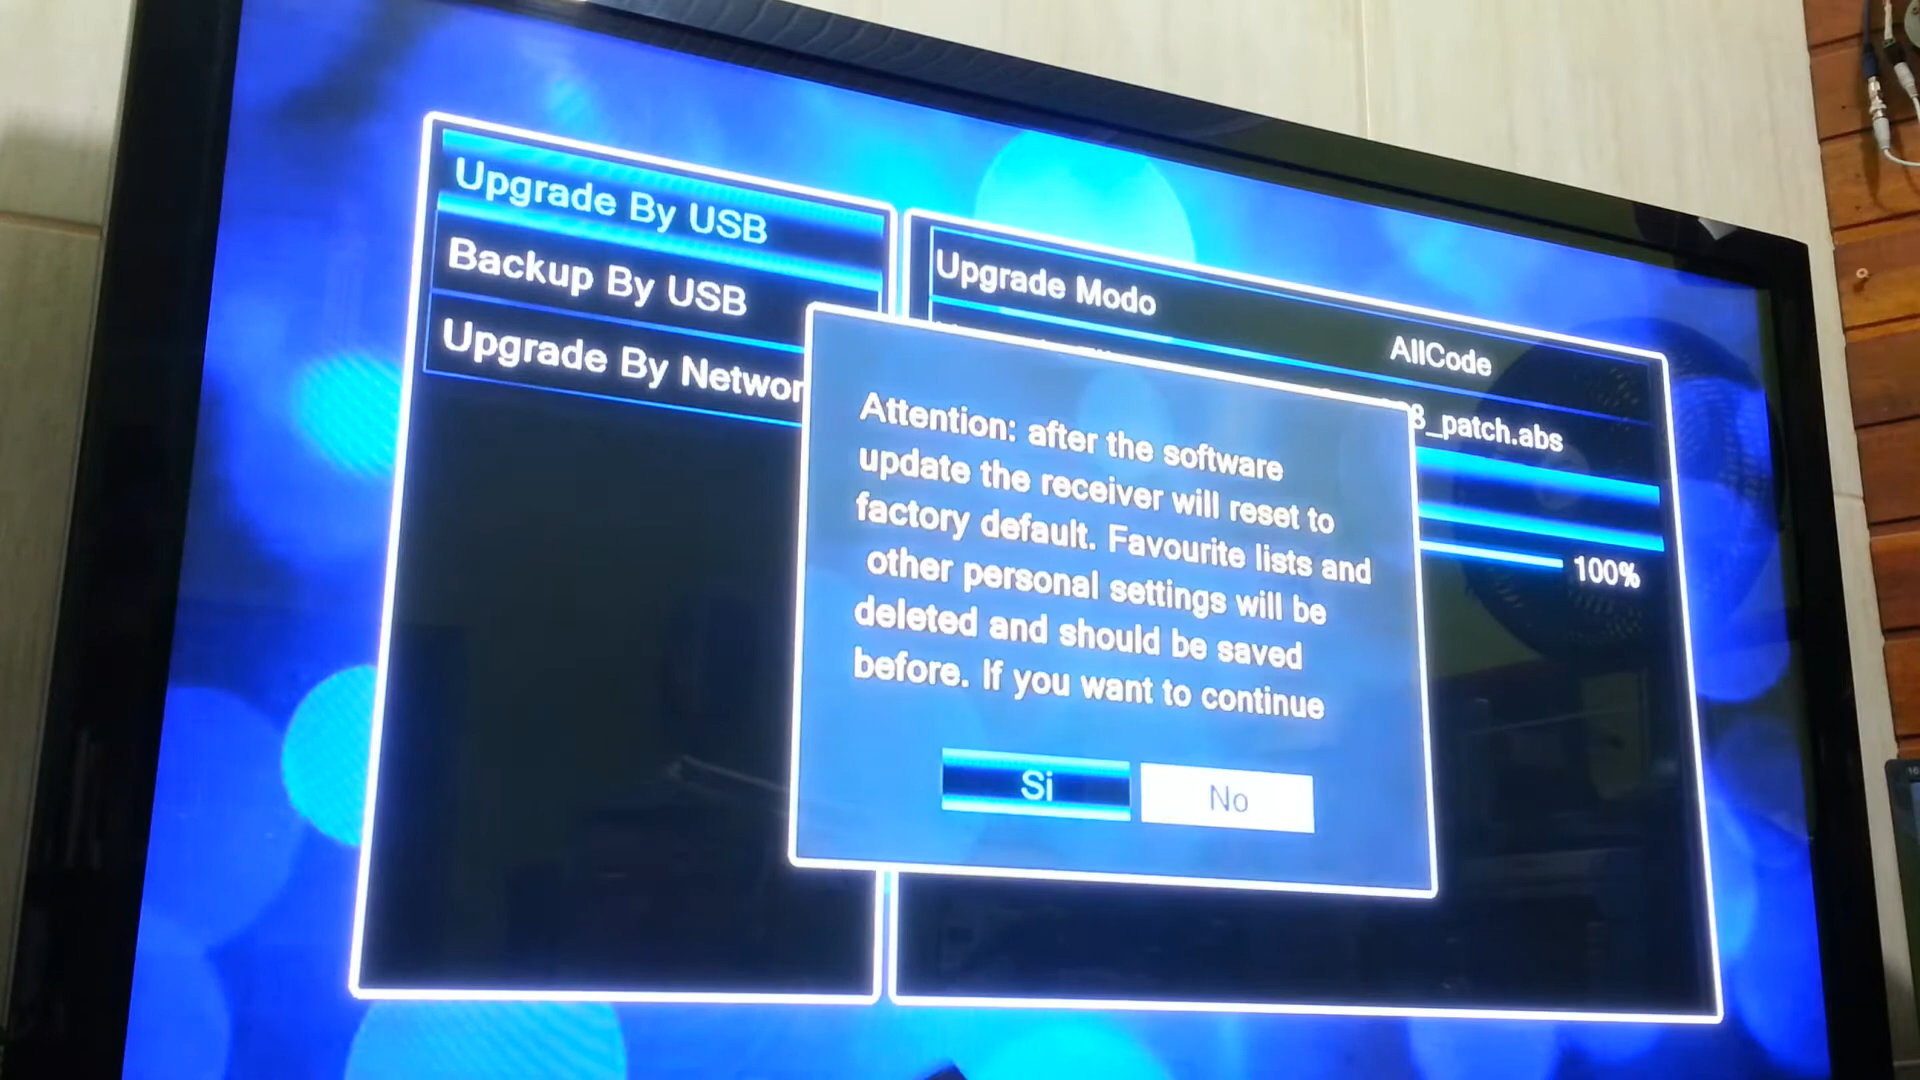 Upgrade By USB
Backup By USB
Upgrade By Networ
Upgrade Modo
AllCode
8_patch.abs
100%
Attention: after the software
update the receiver will reset to
factory default. Favourite lists and
other personal settings will be
deleted and should be saved
before. If you want to continue
Si
No